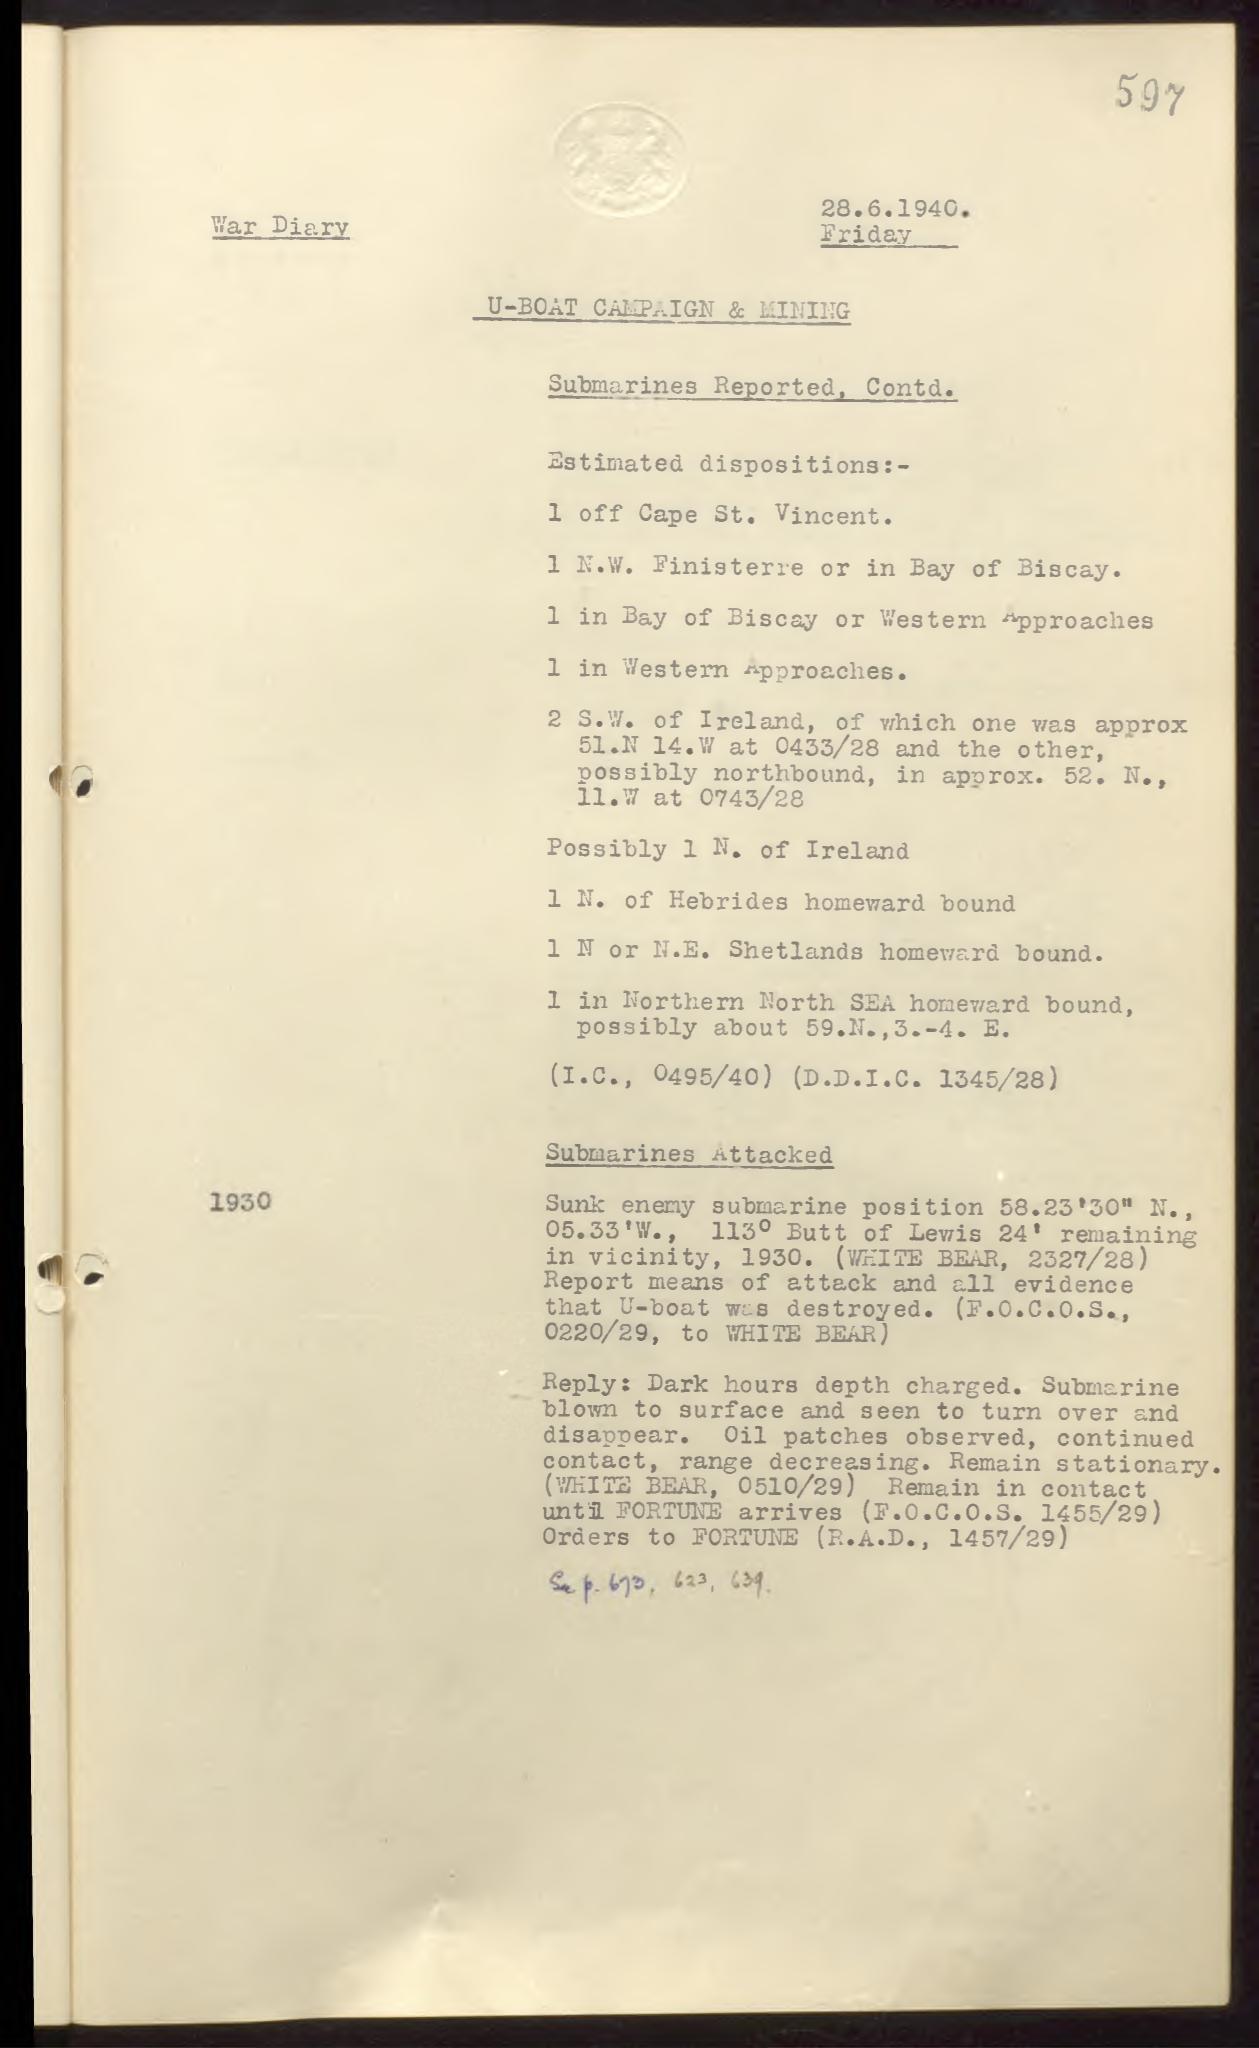 597
War Diary
28.6.1940.
Friday
U-BOAT CAMPAIGN & MINING
Submarines Reported, Contd.
Estimated dispositions:-
1 off Cape St. Vincent.
1 N.W. Finisterre or in Bay of Biscay.
1 in Bay of Biscay or Western Approaches
1 in Western Approaches.
2 S.W. of Ireland, of which one was approx
51.N 14.W at 0433/28 and the other,
possibly northbound, in approx. 52. N.,
11.W at 0743/28
Possibly 1 N. of Ireland
1 N. of Hebrides homeward bound
1 N or N.E. Shetlands homeward bound.
1 in Northern North SEA homeward bound,
possibly about 59.N.,3.-4. E.
(I.C., 0495/40) (D.D.I.C. 1345/28)
Submarines Attacked
1930
Sunk enemy submarine position 58.23'30" N.,
05.33'W., 113° Butt of Lewis 24' remaining
in vicinity, 1930. (WHITE BEAR, 2327/28)
Report means of attack and all evidence
that U-boat was destroyed. (F.O.C.O.S.,
0220/29, to WHITE BEAR)
Reply: Dark hours depth charged. Submarine
blown to surface and seen to turn over and
disappear. Oil patches observed, continued
contact, range decreasing. Remain stationary.
(WHITE BEAR, 0510/29) Remain in contact
until FORTUNE arrives (F.O.C.O.S. 1455/29)
Orders to FORTUNE (R.A.D., 1457/29)
See p. 623, 639.